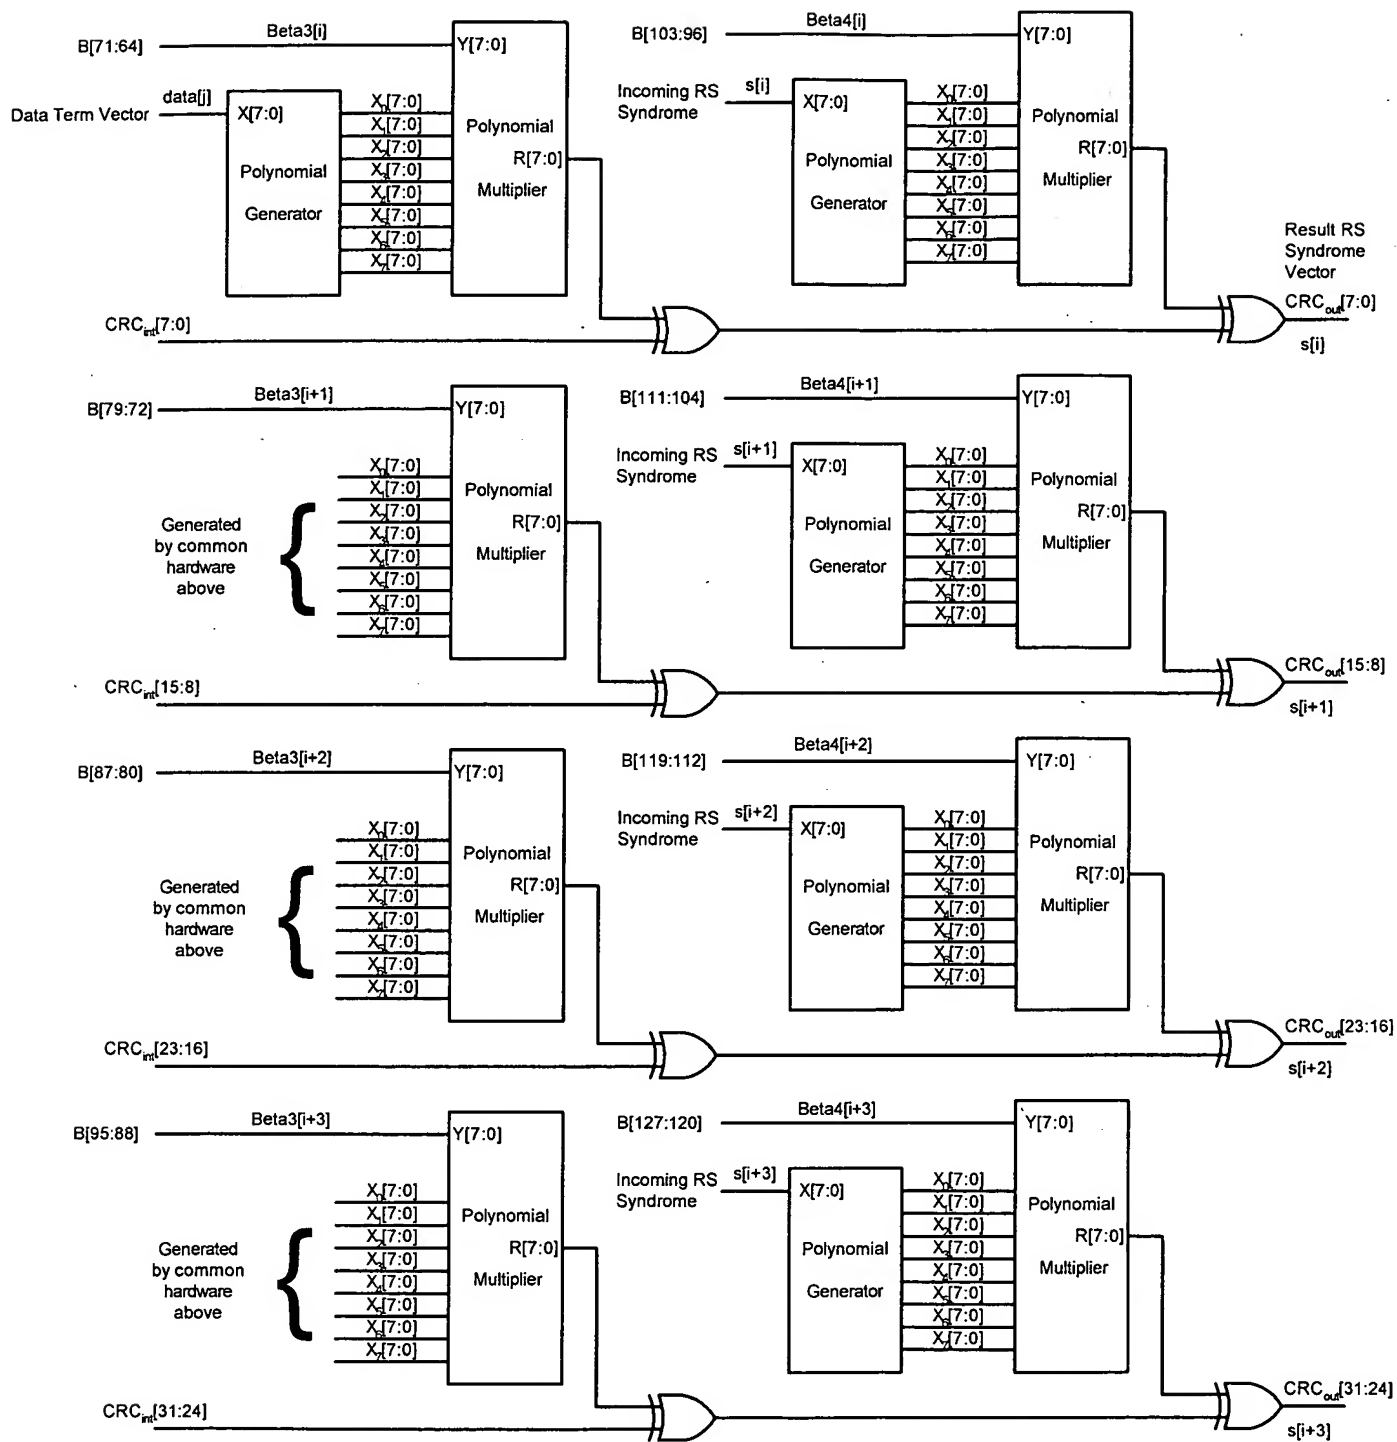 B[71:64]
Beta3[i]
Y[7:0]
Data Term Vector
data[j]
X[7:0]
Polynomial
Generator
X0[7:0]
X1[7:0]
X2[7:0]
X3[7:0]
X4[7:0]
X5[7:0]
X6[7:0]
X7[7:0]
Polynomial
R[7:0]
Multiplier
CRCint[7:0]
B[103:96]
Beta4[i]
Y[7:0]
Incoming RS
Syndrome
s[i]
X[7:0]
Polynomial
Generator
X0[7:0]
X1[7:0]
X2[7:0]
X3[7:0]
X4[7:0]
X5[7:0]
X6[7:0]
X7[7:0]
Polynomial
R[7:0]
Multiplier
Result RS
Syndrome
Vector
CRCout[7:0]
s[i]
B[79:72]
Beta3[i+1]
Y[7:0]
Generated
by common
hardware
above
X0[7:0]
X1[7:0]
X2[7:0]
X3[7:0]
X4[7:0]
X5[7:0]
X6[7:0]
X7[7:0]
Polynomial
R[7:0]
Multiplier
CRCint[15:8]
B[111:104]
Beta4[i+1]
Y[7:0]
Incoming RS
Syndrome
s[i+1]
X[7:0]
Polynomial
Generator
X0[7:0]
X1[7:0]
X2[7:0]
X3[7:0]
X4[7:0]
X5[7:0]
X6[7:0]
X7[7:0]
Polynomial
R[7:0]
Multiplier
CRCout[15:8]
s[i+1]
B[87:80]
Beta3[i+2]
Y[7:0]
Generated
by common
hardware
above
X0[7:0]
X1[7:0]
X2[7:0]
X3[7:0]
X4[7:0]
X5[7:0]
X6[7:0]
X7[7:0]
Polynomial
R[7:0]
Multiplier
CRCint[23:16]
B[119:112]
Beta4[i+2]
Y[7:0]
Incoming RS
Syndrome
s[i+2]
X[7:0]
Polynomial
Generator
X0[7:0]
X1[7:0]
X2[7:0]
X3[7:0]
X4[7:0]
X5[7:0]
X6[7:0]
X7[7:0]
Polynomial
R[7:0]
Multiplier
CRCout[23:16]
s[i+2]
B[95:88]
Beta3[i+3]
Y[7:0]
Generated
by common
hardware
above
X0[7:0]
X1[7:0]
X2[7:0]
X3[7:0]
X4[7:0]
X5[7:0]
X6[7:0]
X7[7:0]
Polynomial
R[7:0]
Multiplier
CRCint[31:24]
B[127:120]
Beta4[i+3]
Y[7:0]
Incoming RS
Syndrome
s[i+3]
X[7:0]
Polynomial
Generator
X0[7:0]
X1[7:0]
X2[7:0]
X3[7:0]
X4[7:0]
X5[7:0]
X6[7:0]
X7[7:0]
Polynomial
R[7:0]
Multiplier
CRCout[31:24]
s[i+3]